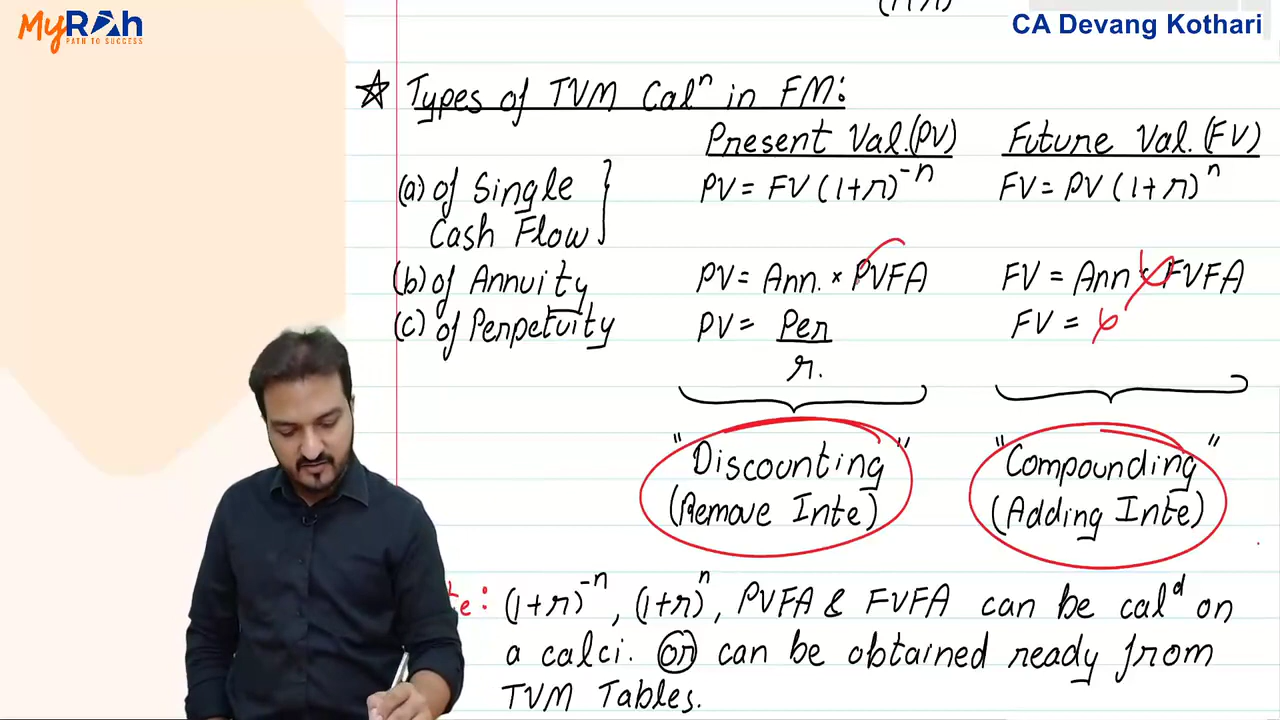 MyRAh
PATH TO SUCCESS
CA Devang Kothari
☆ Types of TVM Calⁿ in FM:
Present Val.(PV) Future Val.(FV)
(a) of Single Cash Flow } PV = FV (1+r)⁻ⁿ FV = PV (1+r)ⁿ
(b) of Annuity PV = Ann. × PVFA FV = Ann × FVFA
(c) of Perpetuity PV = Per/r. FV =
"Discounting" "Compounding"
(Remove Inte) (Adding Inte)
(1+r)⁻ⁿ, (1+r)ⁿ, PVFA & FVFA can be calᵈ on
a calci. or can be obtained ready from
TVM Tables.